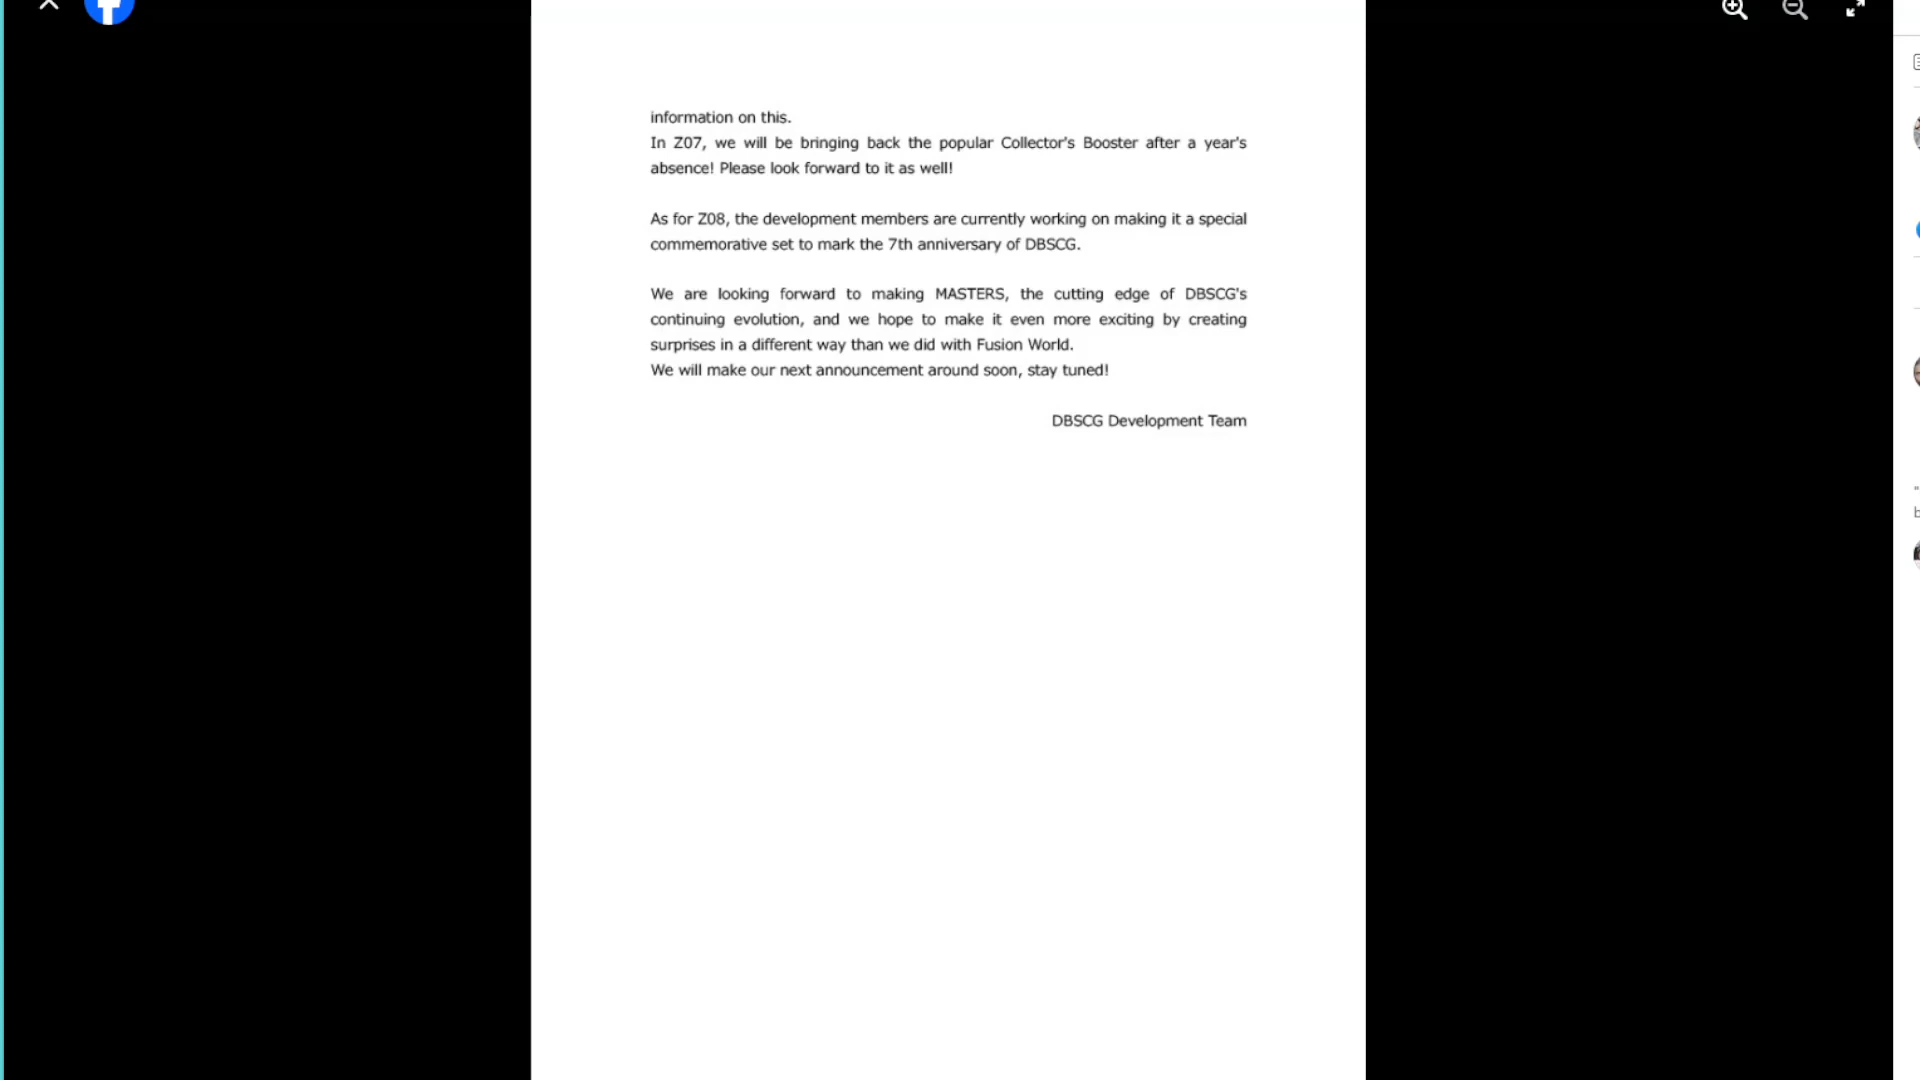 information on this.
In Z07, we will be bringing back the popular Collector's Booster after a year's
absence! Please look forward to it as well!
As for Z08, the development members are currently working on making it a special
commemorative set to mark the 7th anniversary of DBSCG.
We are looking forward to making MASTERS, the cutting edge of DBSCG's
continuing evolution, and we hope to make it even more exciting by creating
surprises in a different way than we did with Fusion World.
We will make our next announcement around soon, stay tuned!
DBSCG Development Team